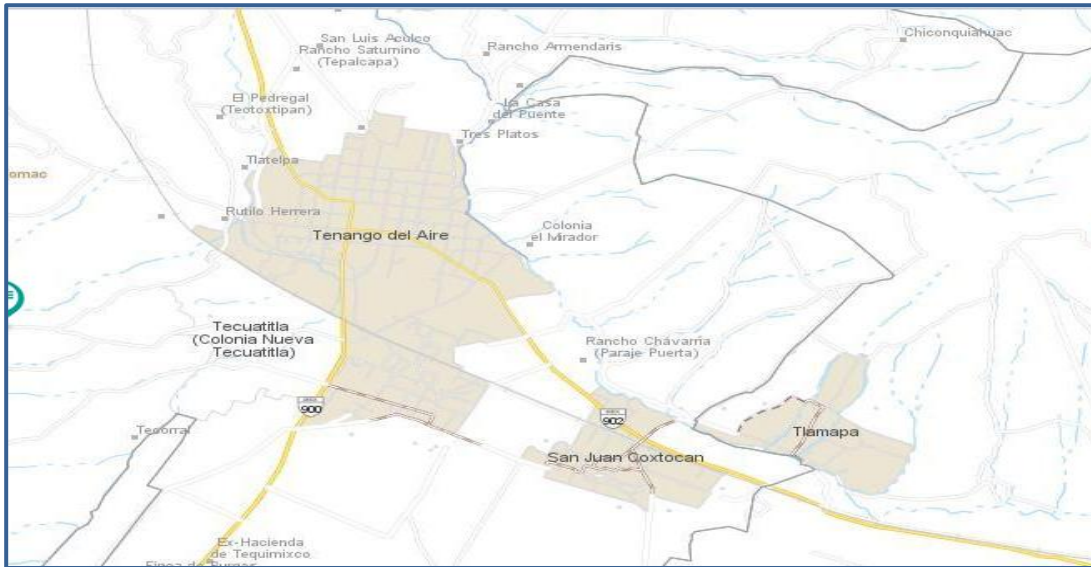 San Luis Acolco
Rancho Saturnino
(Tepalcapa)
Rancho Armendaris
Chiconquiahuac
El Pedregal
(Teotoxtipan)
La Casa
del Puente
Tres Platos
Tlatelpa
omac
Rutilo Herrera
Tenango del Aire
Colonia
el Mirador
Tecuatitla
(Colonia Nueva
Tecuatitla)
Rancho Chávarria
(Paraje Puerta)
900
902
Tecorral
Tlamapa
San Juan Coxtocan
Ex-Hacienda
de Tequimixco